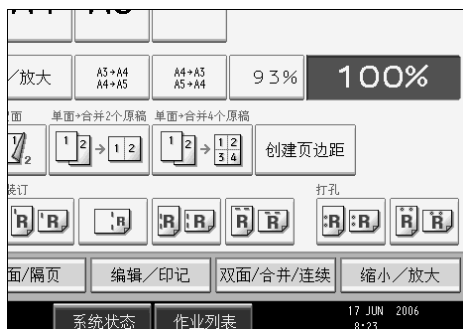 ／放大 A3→A4 A4→A3 93% 100%
A4→A5 A5→A4
面 单面→合并2个原稿 单面→合并4个原稿
1 2 1 2 → 1 2 1 2 → 1 2 3 4 创建页边距
装订 打孔
R R R R R R R R R R R
面/隔页 编辑／印记 双面/合并/连续 缩小／放大
系统状态 作业列表 17 JUN 2006
8:23